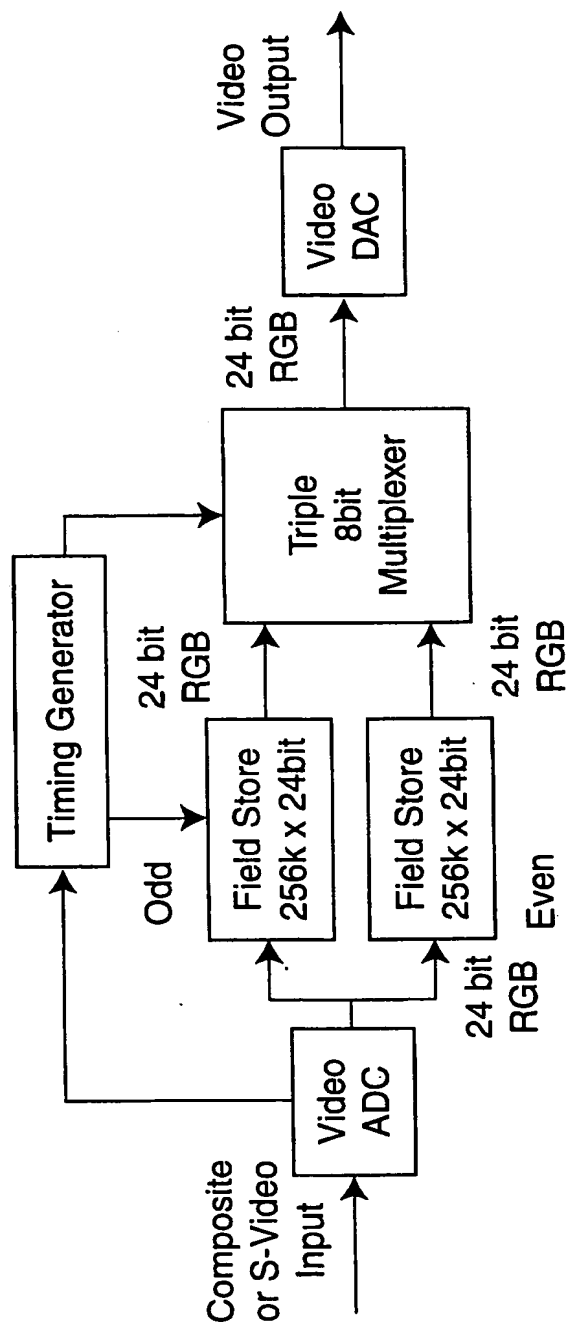 Composite
or S-Video
Input
Video
ADC
Timing Generator
Odd
Field Store
256k x 24bit
24 bit
RGB
Field Store
256k x 24bit
Even
24 bit
RGB
24 bit
RGB
Triple
8bit
Multiplexer
24 bit
RGB
Video
DAC
Video
Output